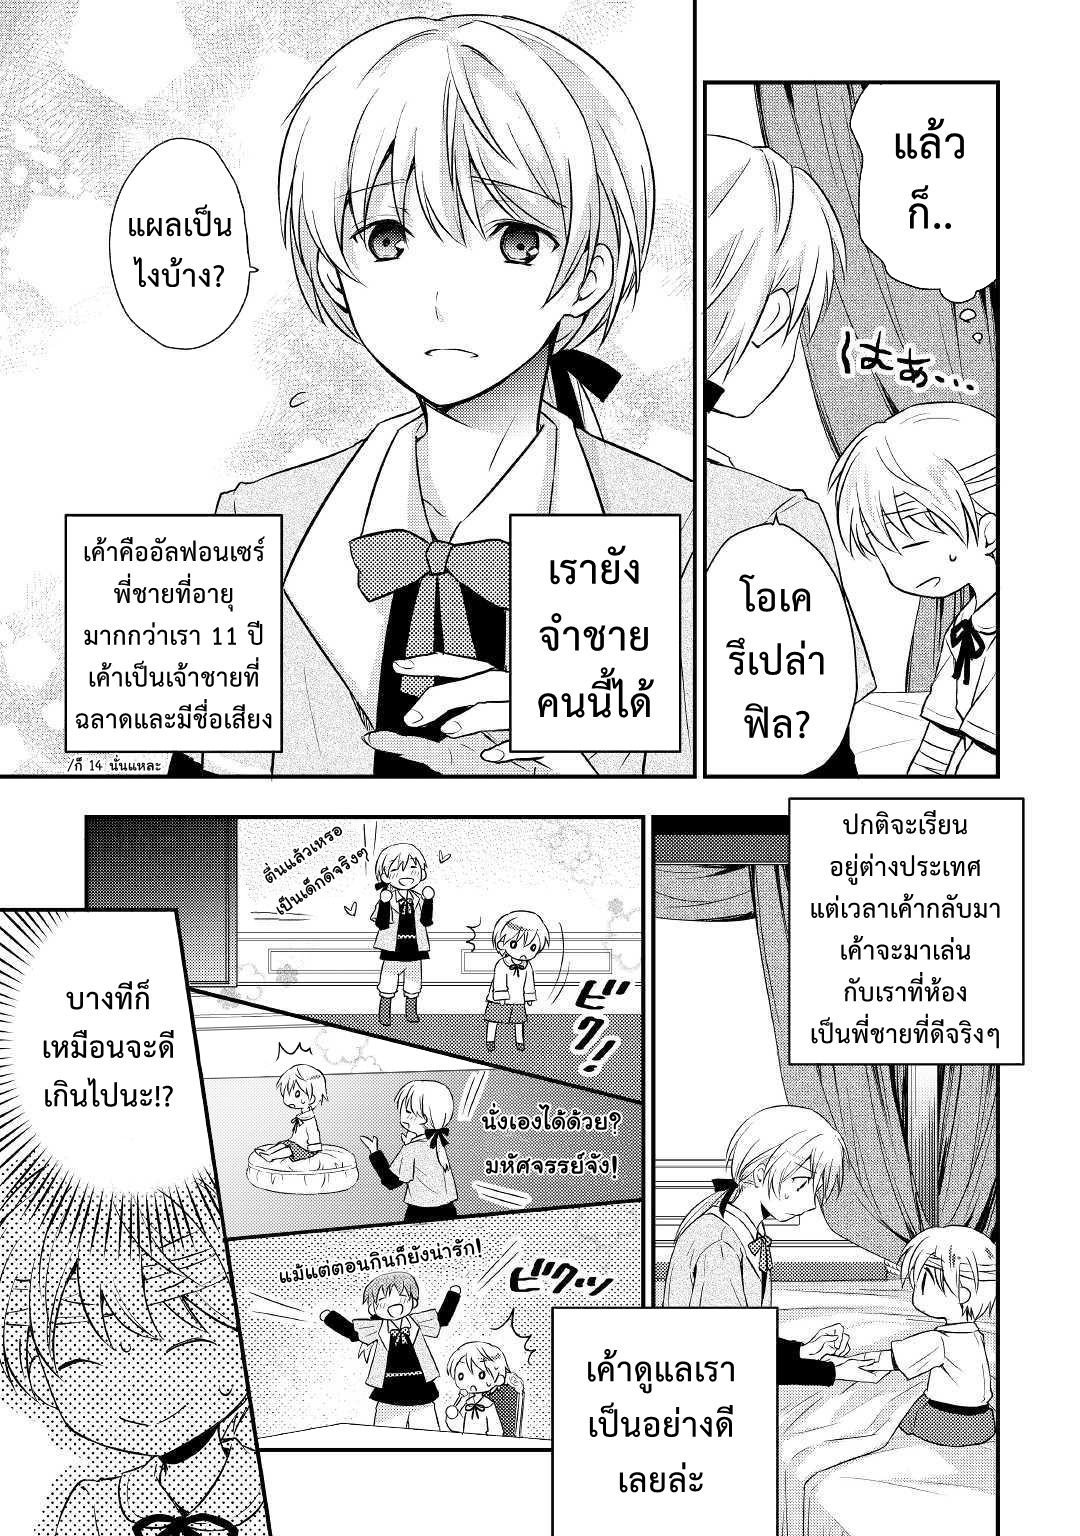 แล้ว
ก็..
はぁ…
โอเค
รึเปล่า
ฟิล?
แผลเป็น
ไงบ้าง?
เรายัง
จำชาย
คนนี้ได้
เค้าคืออัลฟอนเซร์
พี่ชายที่อายุ
มากกว่าเรา 11 ปี
เค้าเป็นเจ้าชายที่
ฉลาดและมีชื่อเสียง
/ก็ 14 นั่นแหละ
ปกติจะเรียน
อยู่ต่างประเทศ
แต่เวลาเค้ากลับมา
เค้าจะมาเล่น
กับเราที่ห้อง
เป็นพี่ชายที่ดีจริงๆ
เค้าดูแลเรา
เป็นอย่างดี
เลยล่ะ
ตื่นแล้วเหรอ
เป็นเด็กดีจริงๆ
ビクッ!
นั่งเองได้ด้วย?
มหัศจรรย์จัง!
แม้แต่ตอนกินก็ยังน่ารัก!
ビクッッ
บางทีก็
เหมือนจะดี
เกินไปนะ!?